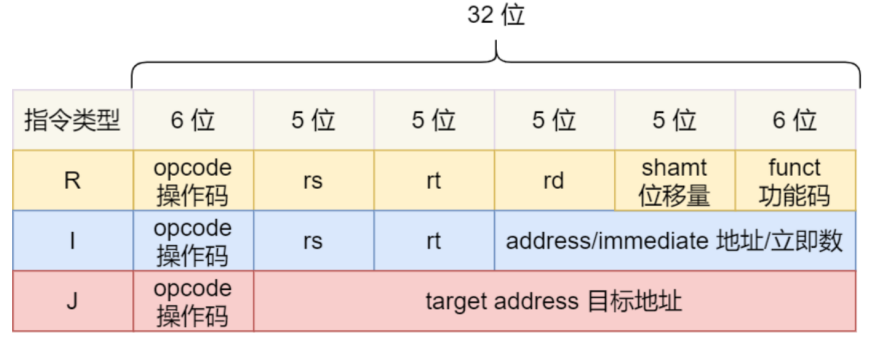 32 位
指令类型 6 位 5 位 5 位 5 位 5 位 6 位
R opcode 操作码 rs rt rd shamt 位移量 funct 功能码
I opcode 操作码 rs rt address/immediate 地址/立即数
J opcode 操作码 target address 目标地址